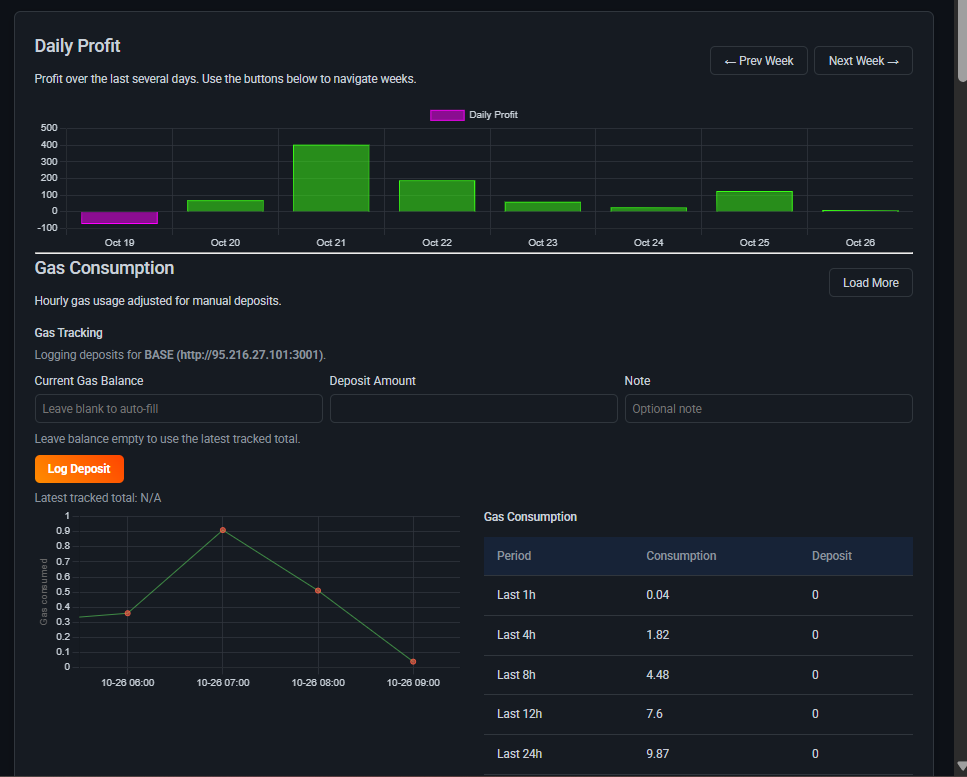 Daily Profit
← Prev Week
Next Week →
Profit over the last several days. Use the buttons below to navigate weeks.
Daily Profit
500
400
300
200
100
0
-100
Oct 19
Oct 20
Oct 21
Oct 22
Oct 23
Oct 24
Oct 25
Oct 26
Gas Consumption
Load More
Hourly gas usage adjusted for manual deposits.
Gas Tracking
Logging deposits for BASE (http://95.216.27.101:3001).
Current Gas Balance
Deposit Amount
Note
Leave blank to auto-fill
Optional note
Leave balance empty to use the latest tracked total.
Log Deposit
Latest tracked total: N/A
Gas consumed
1
0.9
0.8
0.7
0.6
0.5
0.4
0.3
0.2
0.1
0
10-26 06:00
10-26 07:00
10-26 08:00
10-26 09:00
Gas Consumption
Period Consumption Deposit
Last 1h 0.04 0
Last 4h 1.82 0
Last 8h 4.48 0
Last 12h 7.6 0
Last 24h 9.87 0